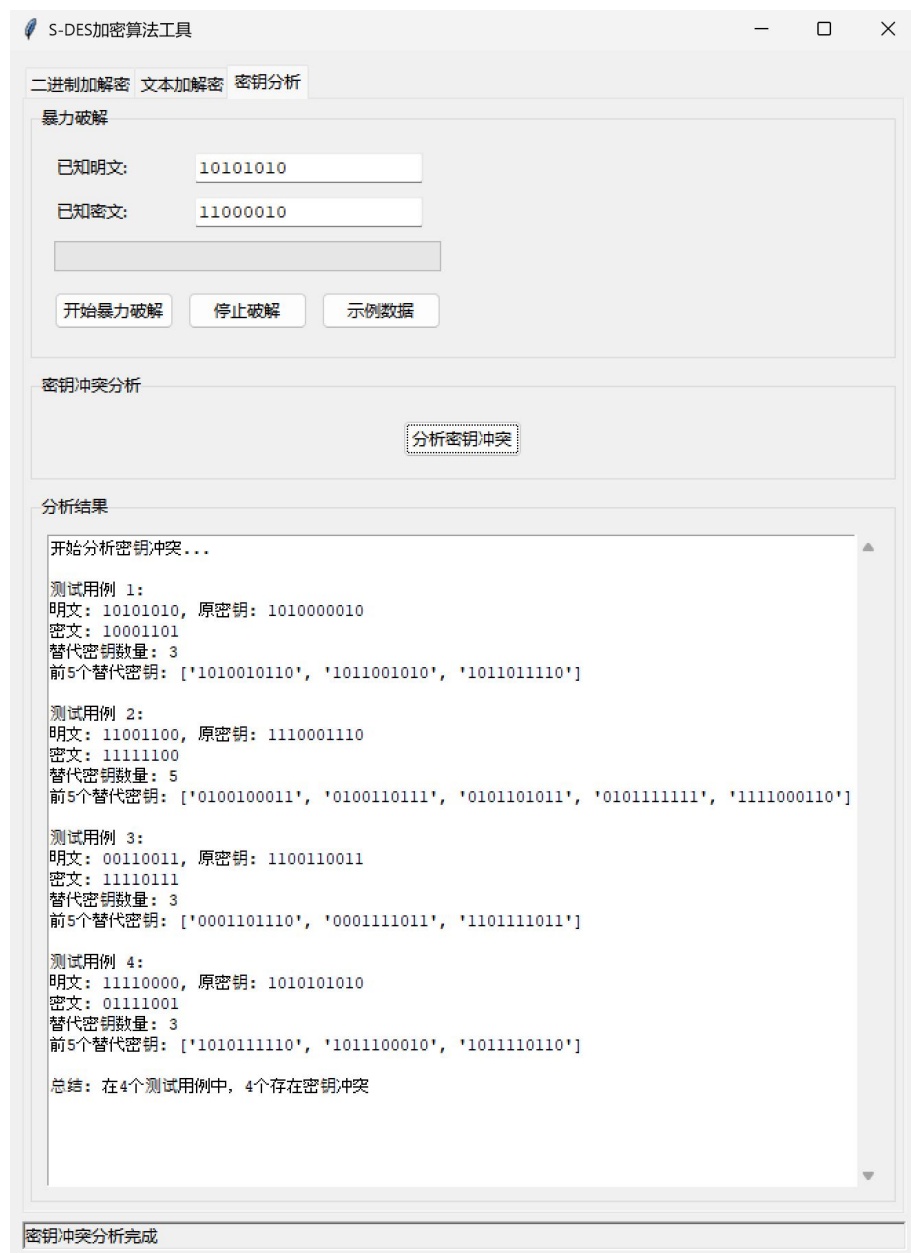 S-DES加密算法工具
二进制加解密 文本加解密 密钥分析
暴力破解
已知明文: 10101010
已知密文: 11000010
开始暴力破解 停止破解 示例数据
密钥冲突分析
分析密钥冲突
分析结果
开始分析密钥冲突...
测试用例 1:
明文: 10101010, 原密钥: 1010000010
密文: 10001101
替代密钥数量: 3
前5个替代密钥: ['1010010110', '1011001010', '1011011110']
测试用例 2:
明文: 11001100, 原密钥: 1110001110
密文: 11111100
替代密钥数量: 5
前5个替代密钥: ['0100100011', '0100110111', '0101101011', '0101111111', '1111000110']
测试用例 3:
明文: 00110011, 原密钥: 1100110011
密文: 11110111
替代密钥数量: 3
前5个替代密钥: ['0001101110', '0001111011', '1101111011']
测试用例 4:
明文: 11110000, 原密钥: 1010101010
密文: 01111001
替代密钥数量: 3
前5个替代密钥: ['1010111110', '1011100010', '1011110110']
总结: 在4个测试用例中, 4个存在密钥冲突
密钥冲突分析完成